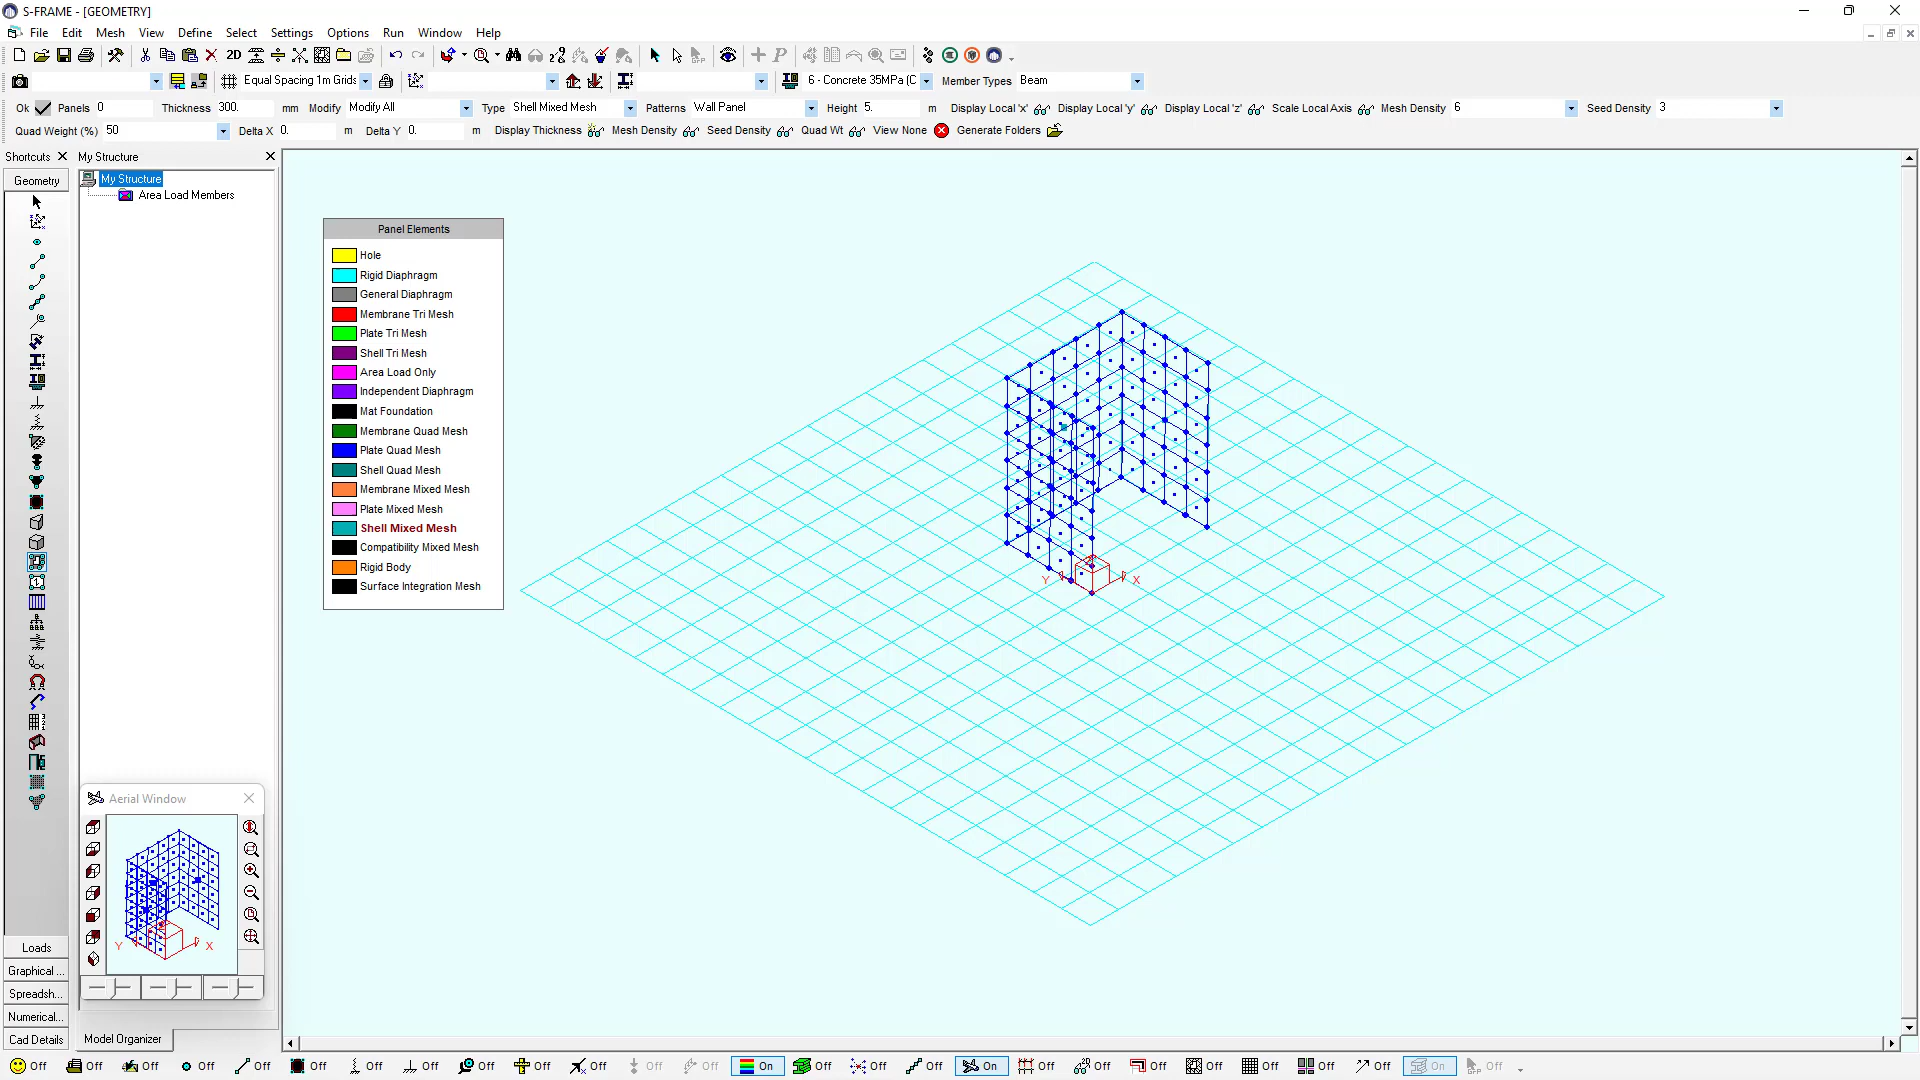 S-FRAME - [GEOMETRY]
File Edit Mesh View Define Select Settings Options Run Window Help
2D
Equal Spacing 1m Grids 6 - Concrete 35MPa (C Member Types Beam
Ok Panels 0 Thickness 300. mm Modify Modify All Type Shell Mixed Mesh Patterns Wall Panel Height 5. m Display Local 'x' Display Local 'y' Display Local 'z' Scale Local Axis Mesh Density 6 Seed Density 3
Quad Weight (%) 50 Delta X 0. m Delta Y 0. m Display Thickness Mesh Density Seed Density Quad Wt View None Generate Folders
Shortcuts My Structure
Geometry
My Structure
Area Load Members
Panel Elements
Hole
Rigid Diaphragm
General Diaphragm
Membrane Tri Mesh
Plate Tri Mesh
Shell Tri Mesh
Area Load Only
Independent Diaphragm
Mat Foundation
Membrane Quad Mesh
Plate Quad Mesh
Shell Quad Mesh
Membrane Mixed Mesh
Plate Mixed Mesh
Shell Mixed Mesh
Compatibility Mixed Mesh
Rigid Body
Surface Integration Mesh
Y X
Aerial Window
Y X
Loads
Graphical ...
Spreadsh...
Numerical...
Cad Details
Model Organizer
Off Off Off Off Off Off Off Off Off Off Off Off Off On Off Off Off On Off Off Off Off Off Off Off On Off